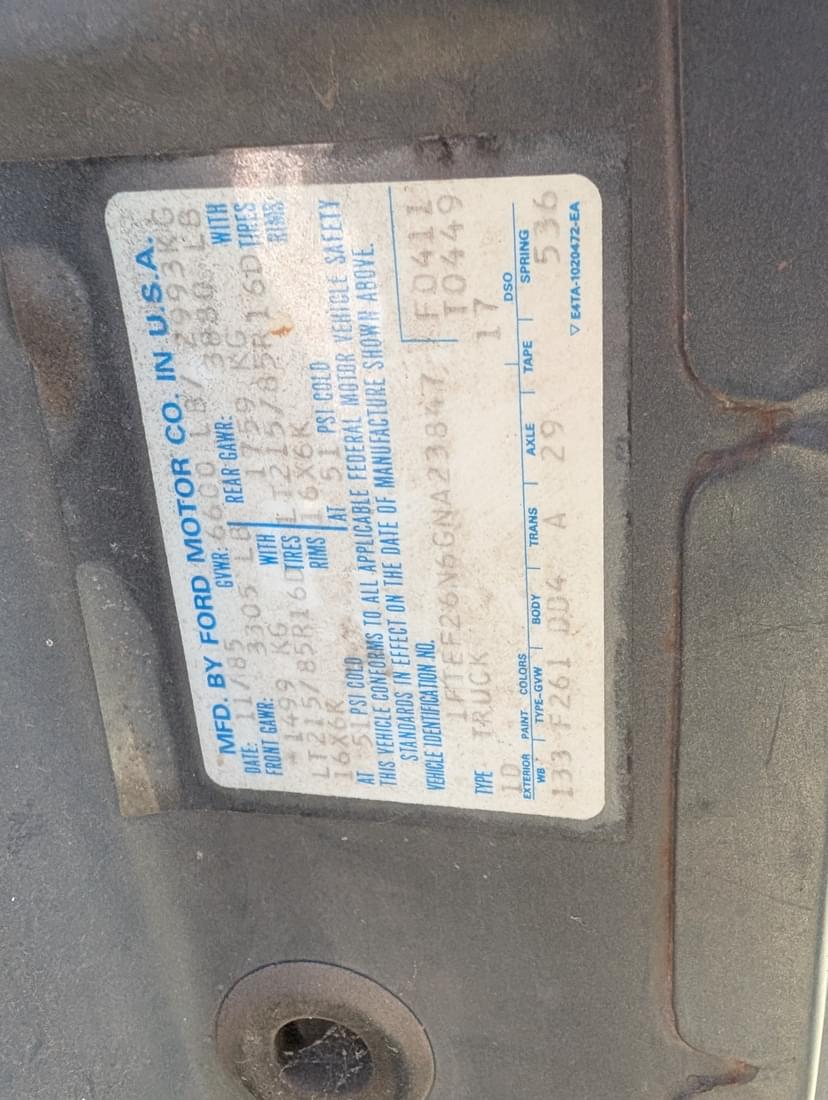 MFD. BY FORD MOTOR CO. IN U.S.A.
DATE: 11/85 GVWR: 6600 LB/ 2993KG
FRONT GAWR: 3305 LB REAR GAWR: 3880 LB
1499 KG WITH 1759 KG WITH
LT215/85R16D TIRES LT215/85R16D TIRES
16X6K RIMS 16X6K RIMS
AT 51 PSI COLD AT 51 PSI COLD
THIS VEHICLE CONFORMS TO ALL APPLICABLE FEDERAL MOTOR VEHICLE SAFETY
STANDARDS IN EFFECT ON THE DATE OF MANUFACTURE SHOWN ABOVE.
VEHICLE IDENTIFICATION NO.
1FTEF26N6GNA23847 F0411
TYPE TRUCK T0449
1D 17
EXTERIOR PAINT COLORS DSO
WB TYPE-GVW BODY TRANS AXLE TAPE SPRING
133 F261 DD4 A 29 536
▽ E4TA-1020472-EA